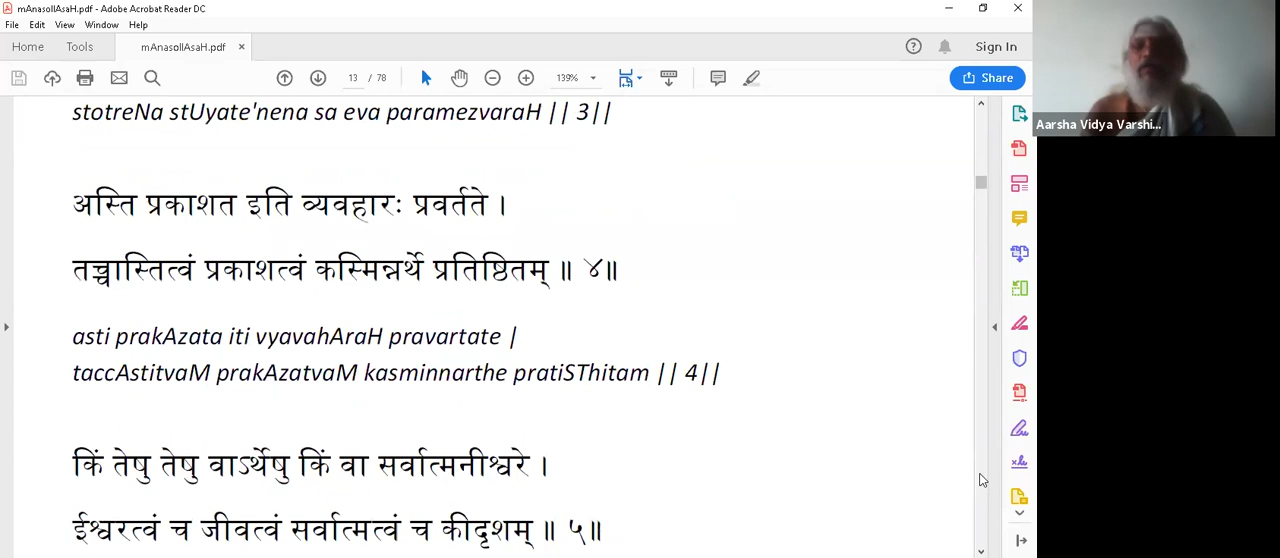 mAnasollAsaH.pdf - Adobe Acrobat Reader DC
File Edit View Window Help
Home Tools mAnasollAsaH.pdf × Sign In
13 / 78 139% Share
stotreNa stUyate'nena sa eva paramezvaraH || 3||
अस्ति प्रकाशत इति व्यवहारः प्रवर्तते ।
तच्चास्तित्वं प्रकाशत्वं कस्मिन्नर्थे प्रतिष्ठितम् ॥ ४॥
asti prakAzata iti vyavahAraH pravartate |
taccAstitvaM prakAzatvaM kasminnarthe pratiSThitam || 4||
किं तेषु तेषु वाऽर्थेषु किं वा सर्वात्मनीश्वरे ।
ईश्वरत्वं च जीवत्वं सर्वात्मत्वं च कीदृशम् ॥ ५॥
Aarsha Vidya Varshi...